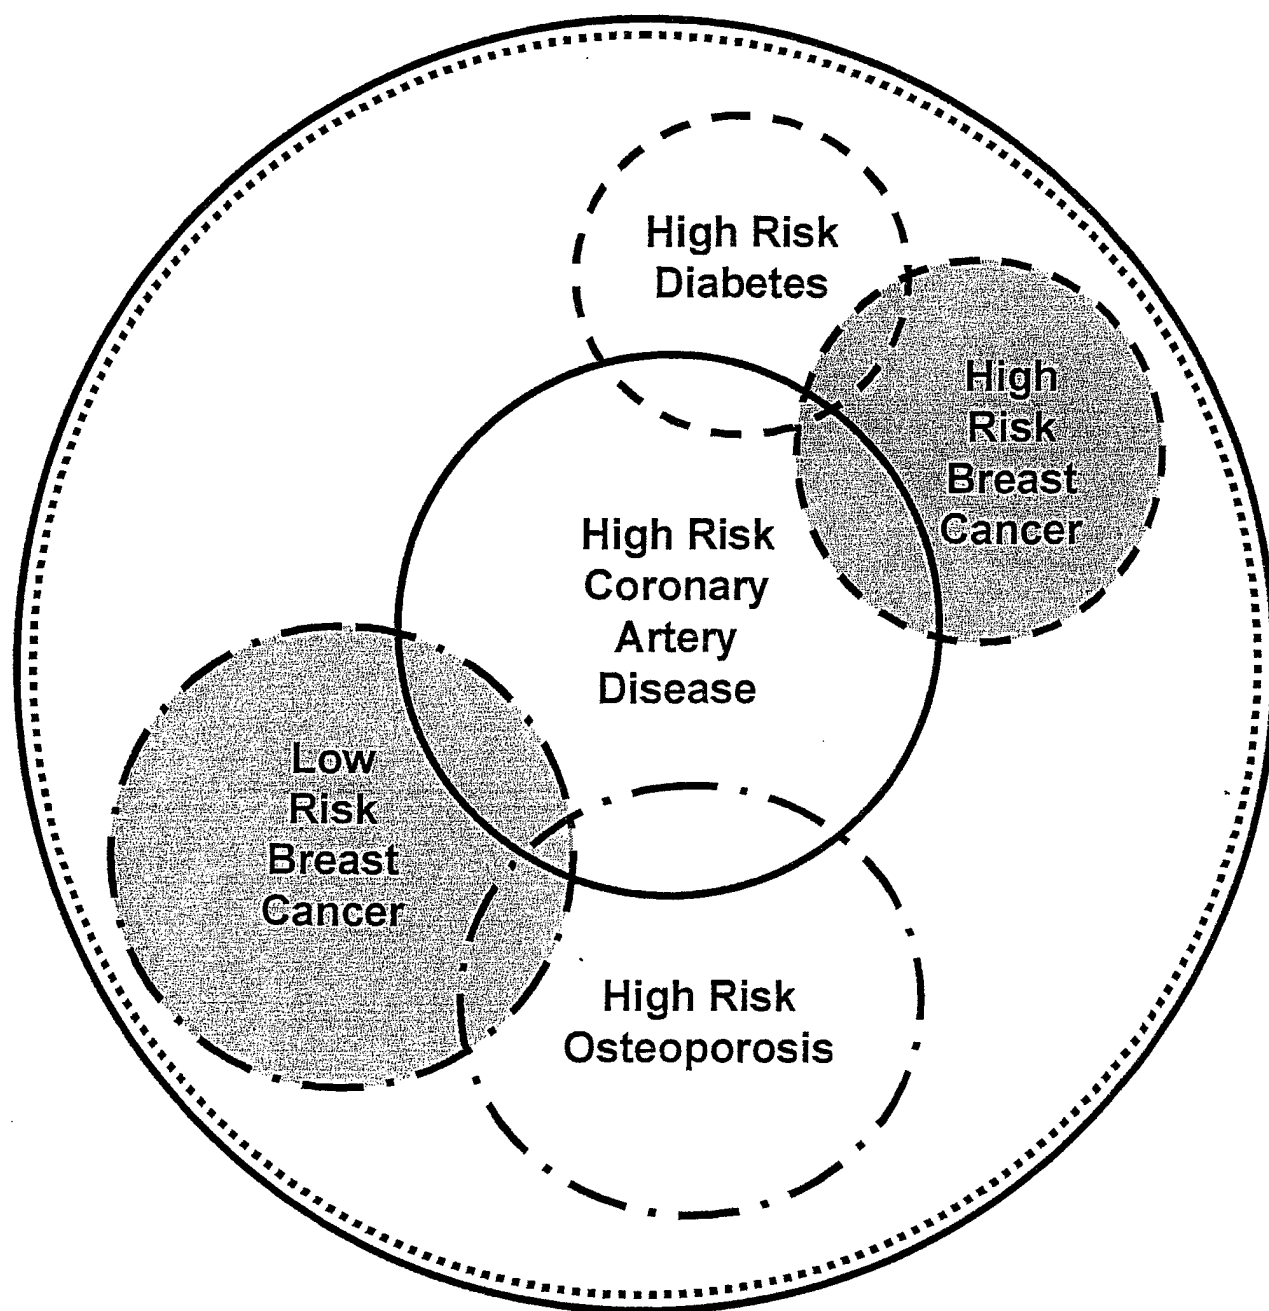 High Risk
Diabetes
High
Risk
Breast
Cancer
High Risk
Coronary
Artery
Disease
Low
Risk
Breast
Cancer
High Risk
Osteoporosis